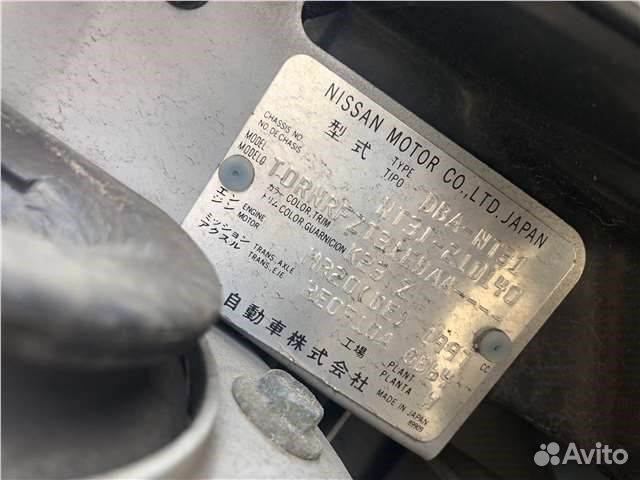 NISSAN MOTOR CO., LTD. JAPAN
型式 TYPE TIPO DBA-NT31
CHASSIS NO
NO. DE CHASIS NT31-210140
MODEL
MODELO
カラー COLOR, TRIM
トリム COLOR, GUARNICION K23 Z
エンジン ENGINE MOTOR MR20(DE) 1997 CC
ミッション TRANS. AXLE
アクスル TRANS. EJE RE0F10A
工場 PLANT
PLANTA
自動車株式会社
MADE IN JAPAN
Avito